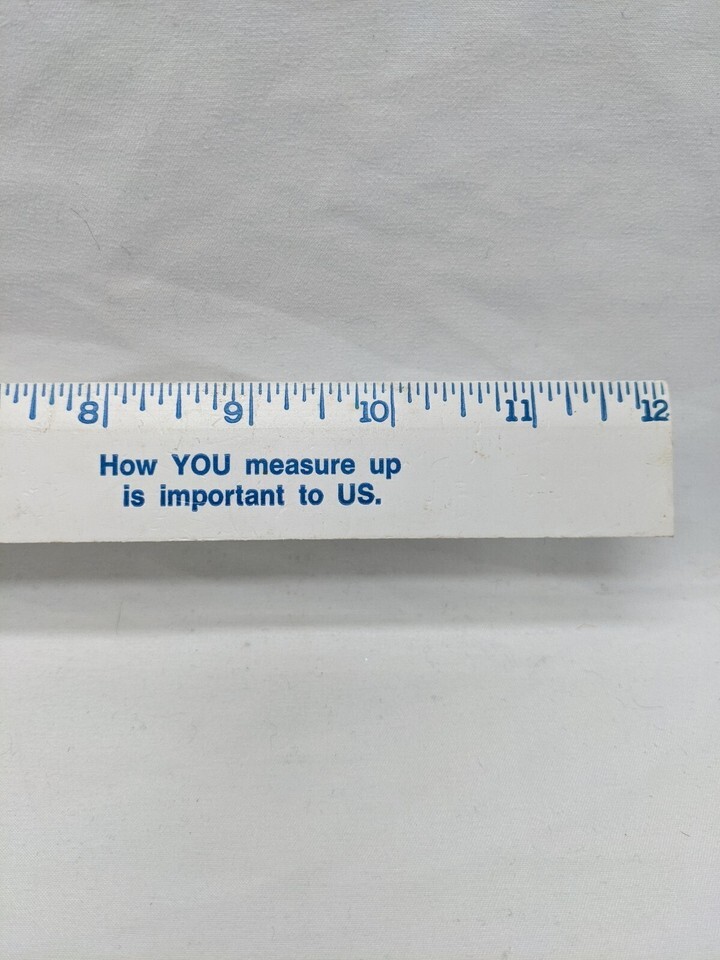 8 9 10 11 12
How YOU measure up
is important to US.